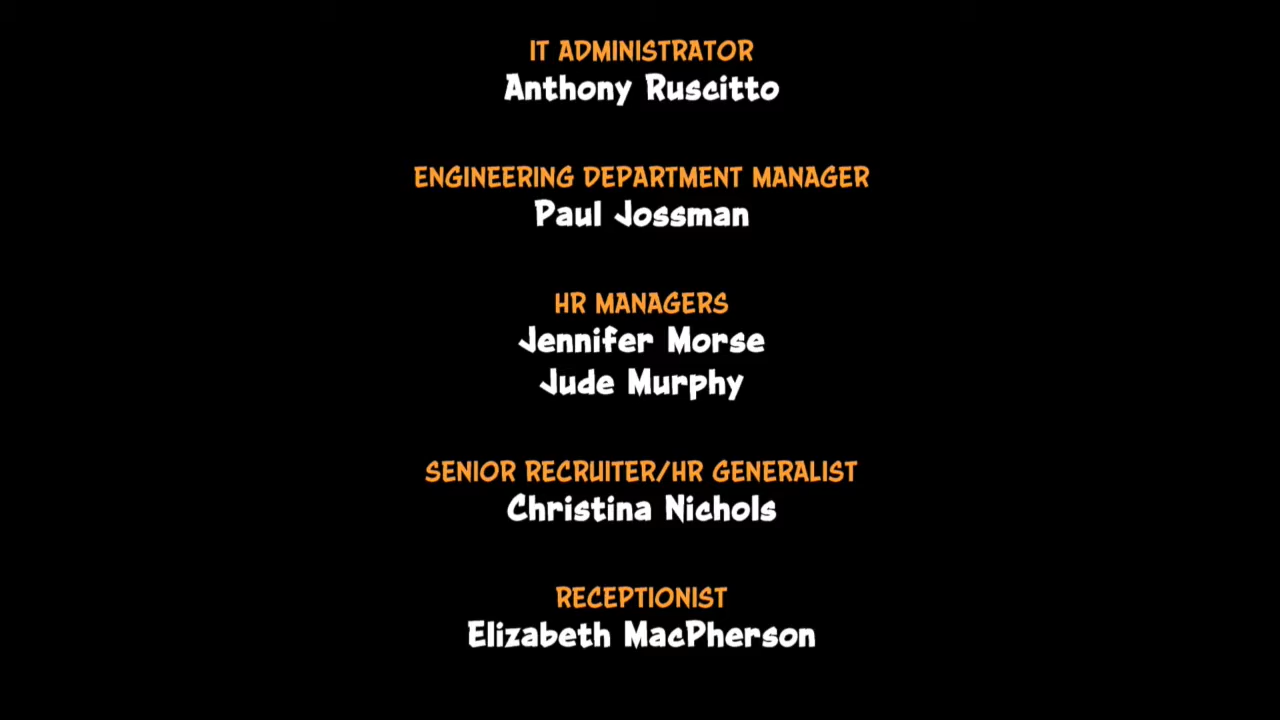 IT ADMINISTRATOR
Anthony Ruscitto
ENGINEERING DEPARTMENT MANAGER
Paul Jossman
HR MANAGERS
Jennifer Morse
Jude Murphy
SENIOR RECRUITER/HR GENERALIST
Christina Nichols
RECEPTIONIST
Elizabeth MacPherson